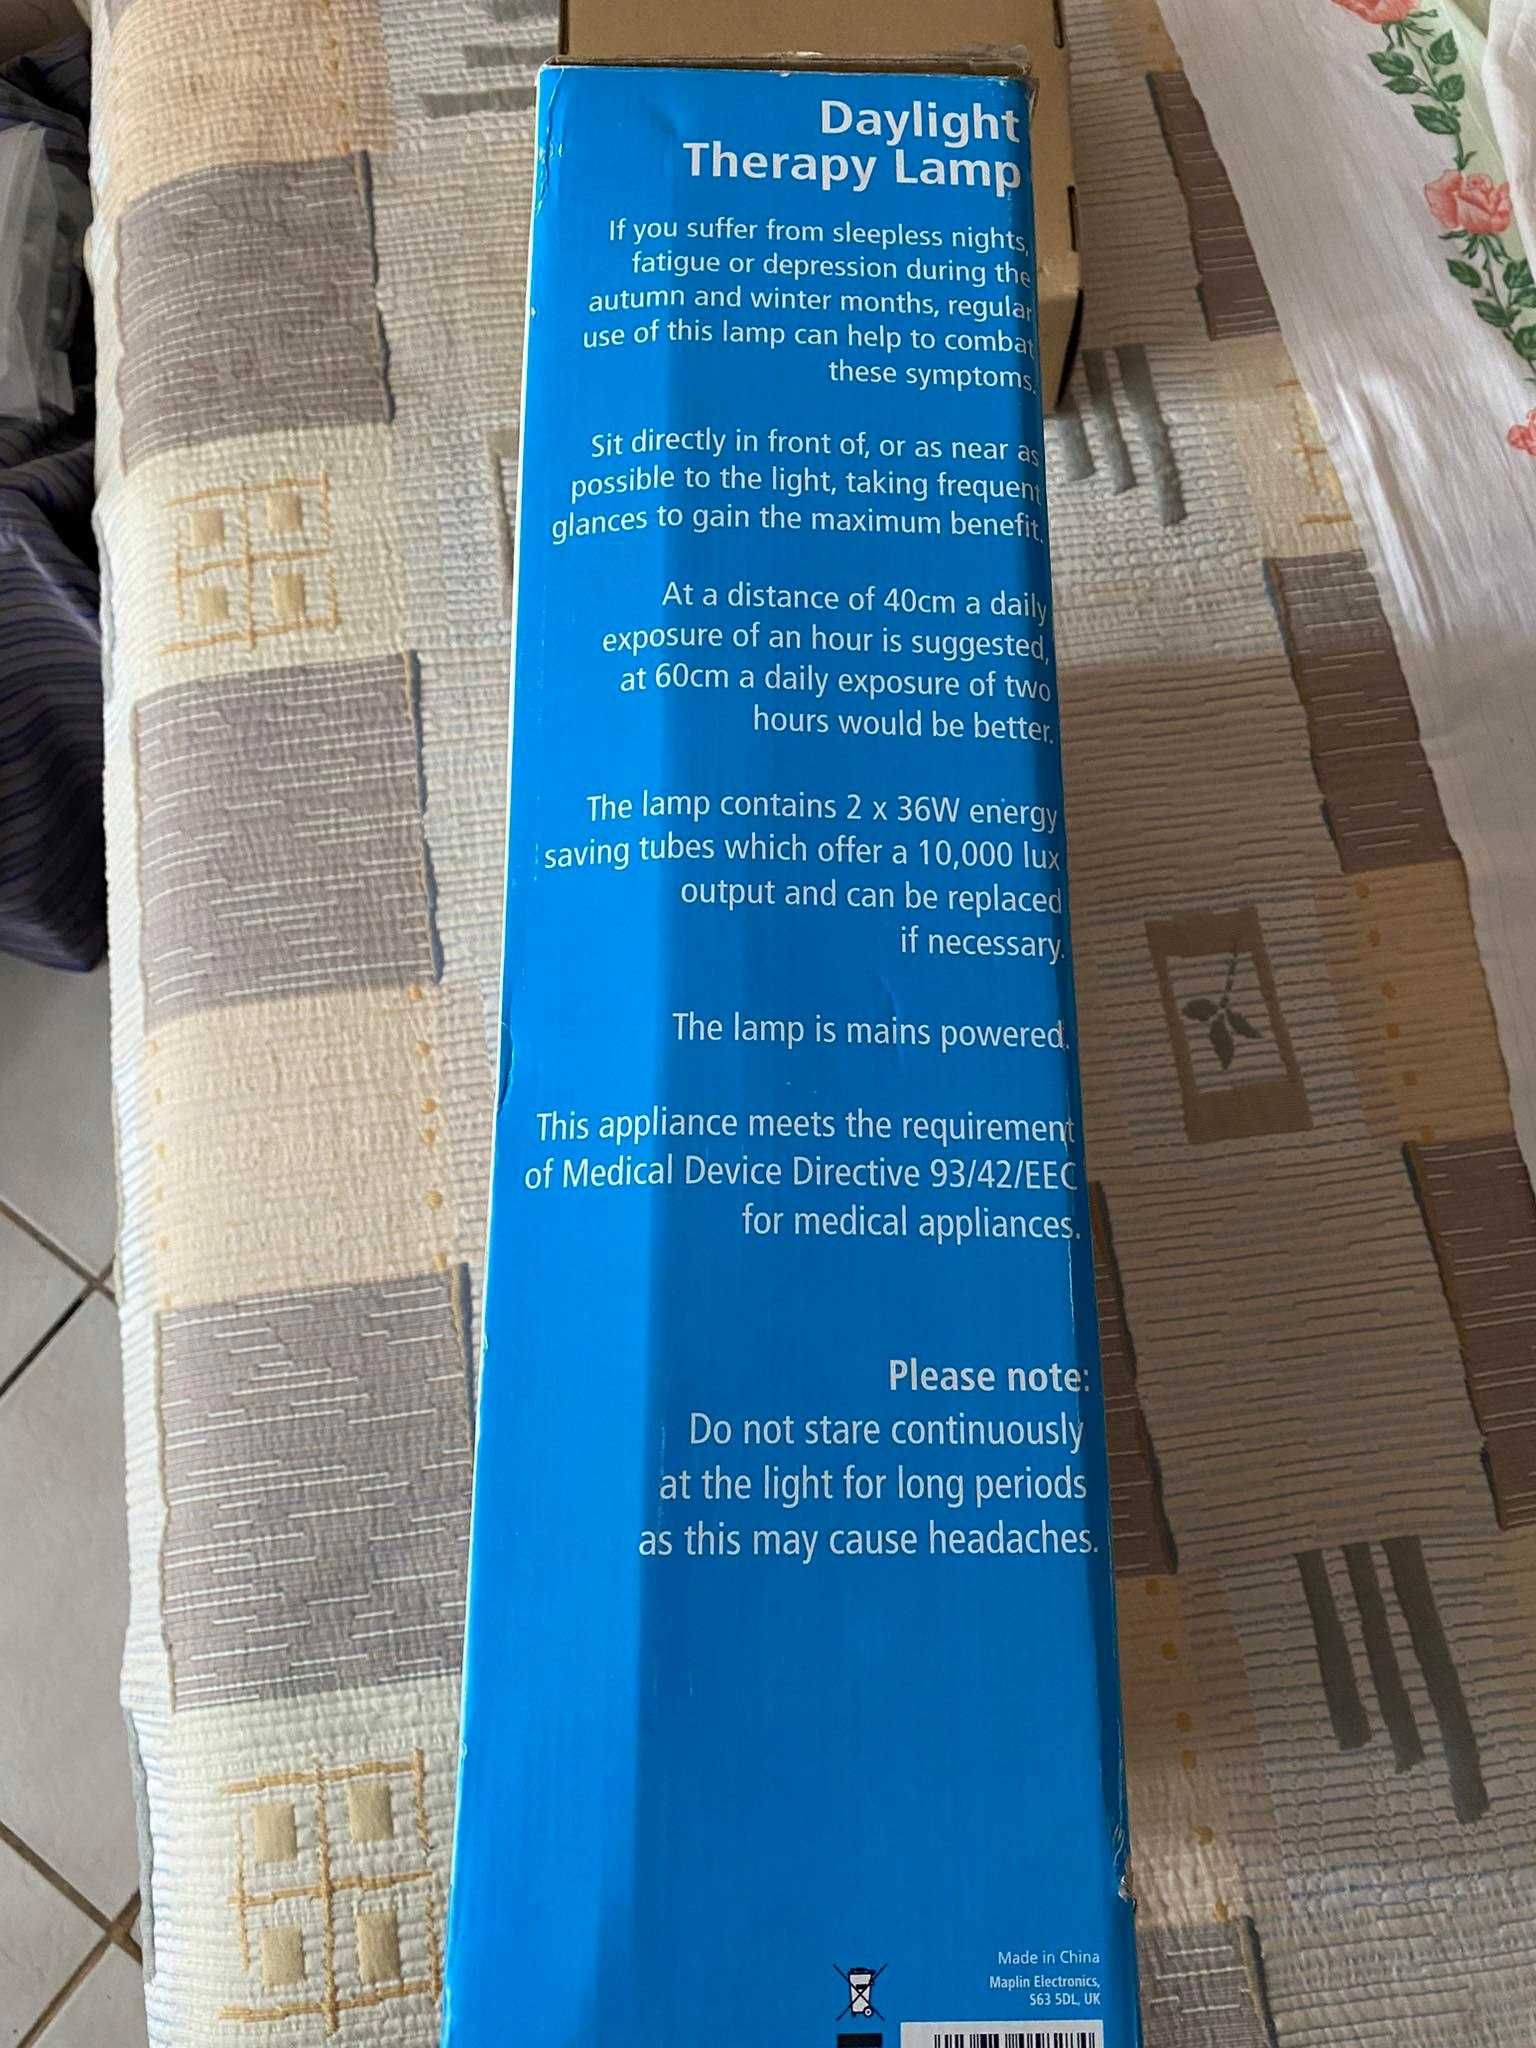 Daylight
Therapy Lamp
If you suffer from sleepless nights,
fatigue or depression during the
autumn and winter months, regular
use of this lamp can help to combat
these symptoms.
Sit directly in front of, or as near as
possible to the light, taking frequent
glances to gain the maximum benefit.
At a distance of 40cm a daily
exposure of an hour is suggested,
at 60cm a daily exposure of two
hours would be better.
The lamp contains 2 x 36W energy
saving tubes which offer a 10,000 lux
output and can be replaced
if necessary.
The lamp is mains powered.
This appliance meets the requirement
of Medical Device Directive 93/42/EEC
for medical appliances.
Please note:
Do not stare continuously
at the light for long periods
as this may cause headaches.
Made in China
Maplin Electronics,
S63 5DL, UK